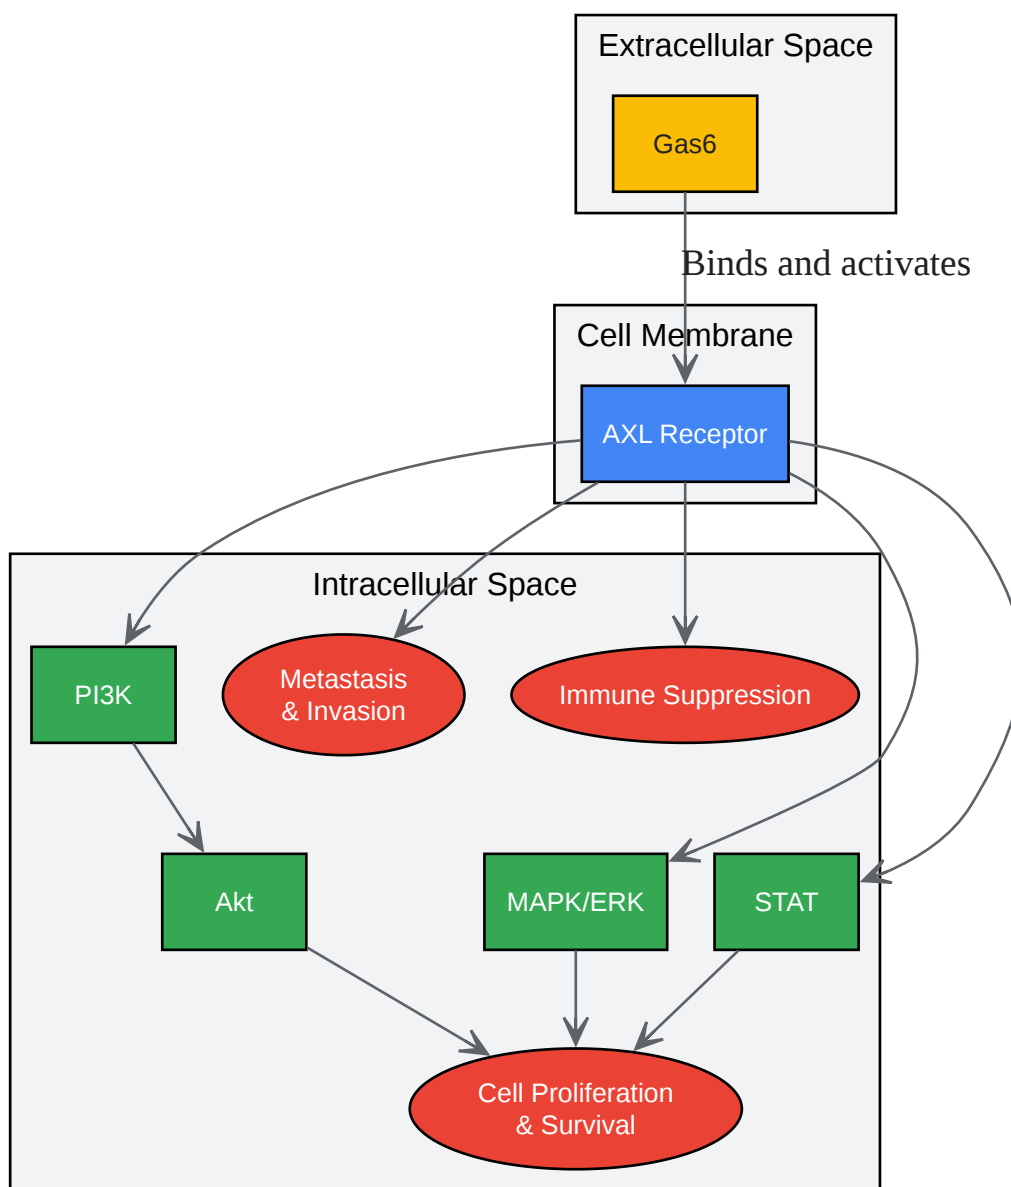 Extracellular Space
Gas6
Binds and activates
Cell Membrane
AXL Receptor
Intracellular Space
PI3K
Metastasis
& Invasion
Immune Suppression
Akt
MAPK/ERK
STAT
Cell Proliferation
& Survival